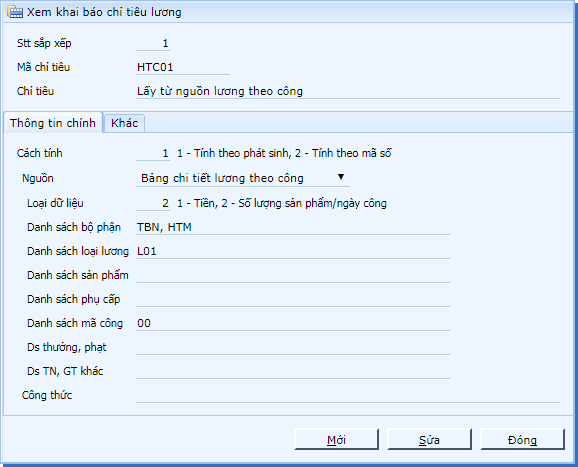 Xem khai báo chỉ tiêu lương
Stt sắp xếp 1
Mã chỉ tiêu HTC01
Chỉ tiêu Lấy từ nguồn lương theo công
Thông tin chính Khác
Cách tính 1 1 - Tính theo phát sinh, 2 - Tính theo mã số
Nguồn Bảng chi tiết lương theo công
Loại dữ liệu 2 1 - Tiền, 2 - Số lượng sản phẩm/ngày công
Danh sách bộ phận TBN, HTM
Danh sách loại lương L01
Danh sách sản phẩm
Danh sách phụ cấp
Danh sách mã công 00
Ds thưởng, phạt
Ds TN, GT khác
Công thức
Mới Sửa Đóng